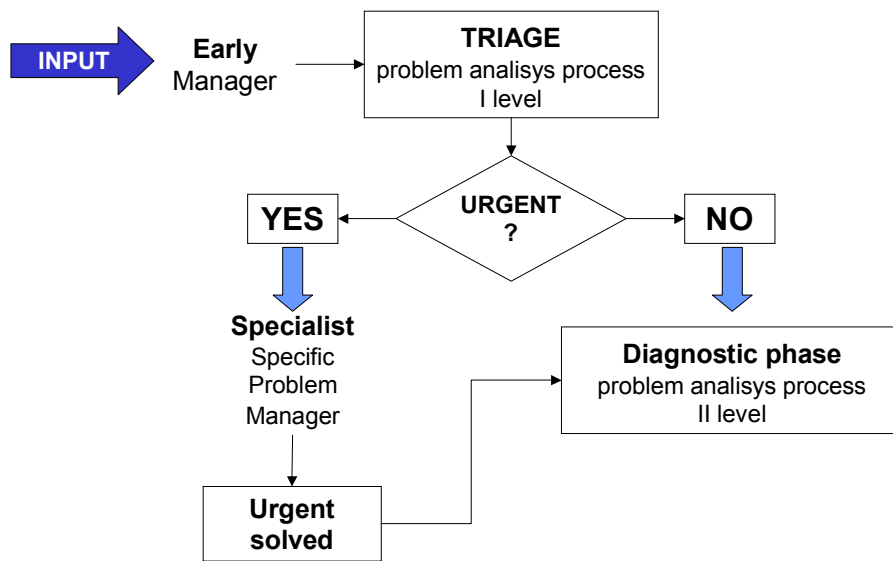 INPUT
Early
Manager
TRIAGE
problem analisys process
I level
URGENT
?
YES
NO
Specialist
Specific
Problem
Manager
Diagnostic phase
problem analisys process
II level
Urgent
solved